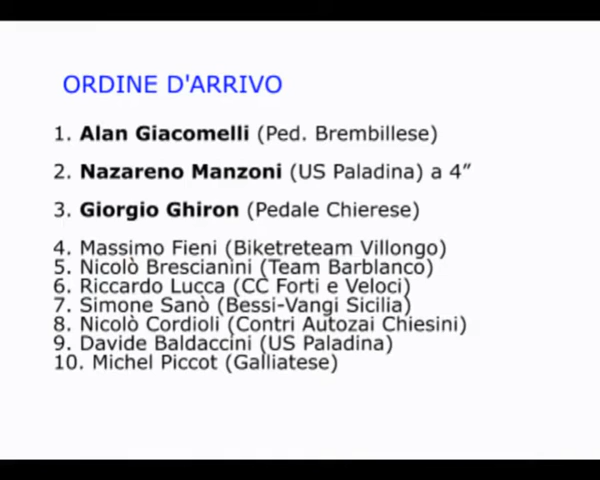 ORDINE D'ARRIVO
1. Alan Giacomelli (Ped. Brembillese)
2. Nazareno Manzoni (US Paladina) a 4”
3. Giorgio Ghiron (Pedale Chierese)
4. Massimo Fieni (Biketreteam Villongo)
5. Nicolò Brescianini (Team Barblanco)
6. Riccardo Lucca (CC Forti e Veloci)
7. Simone Sanò (Bessi-Vangi Sicilia)
8. Nicolò Cordioli (Contri Autozai Chiesini)
9. Davide Baldaccini (US Paladina)
10. Michel Piccot (Galliatese)